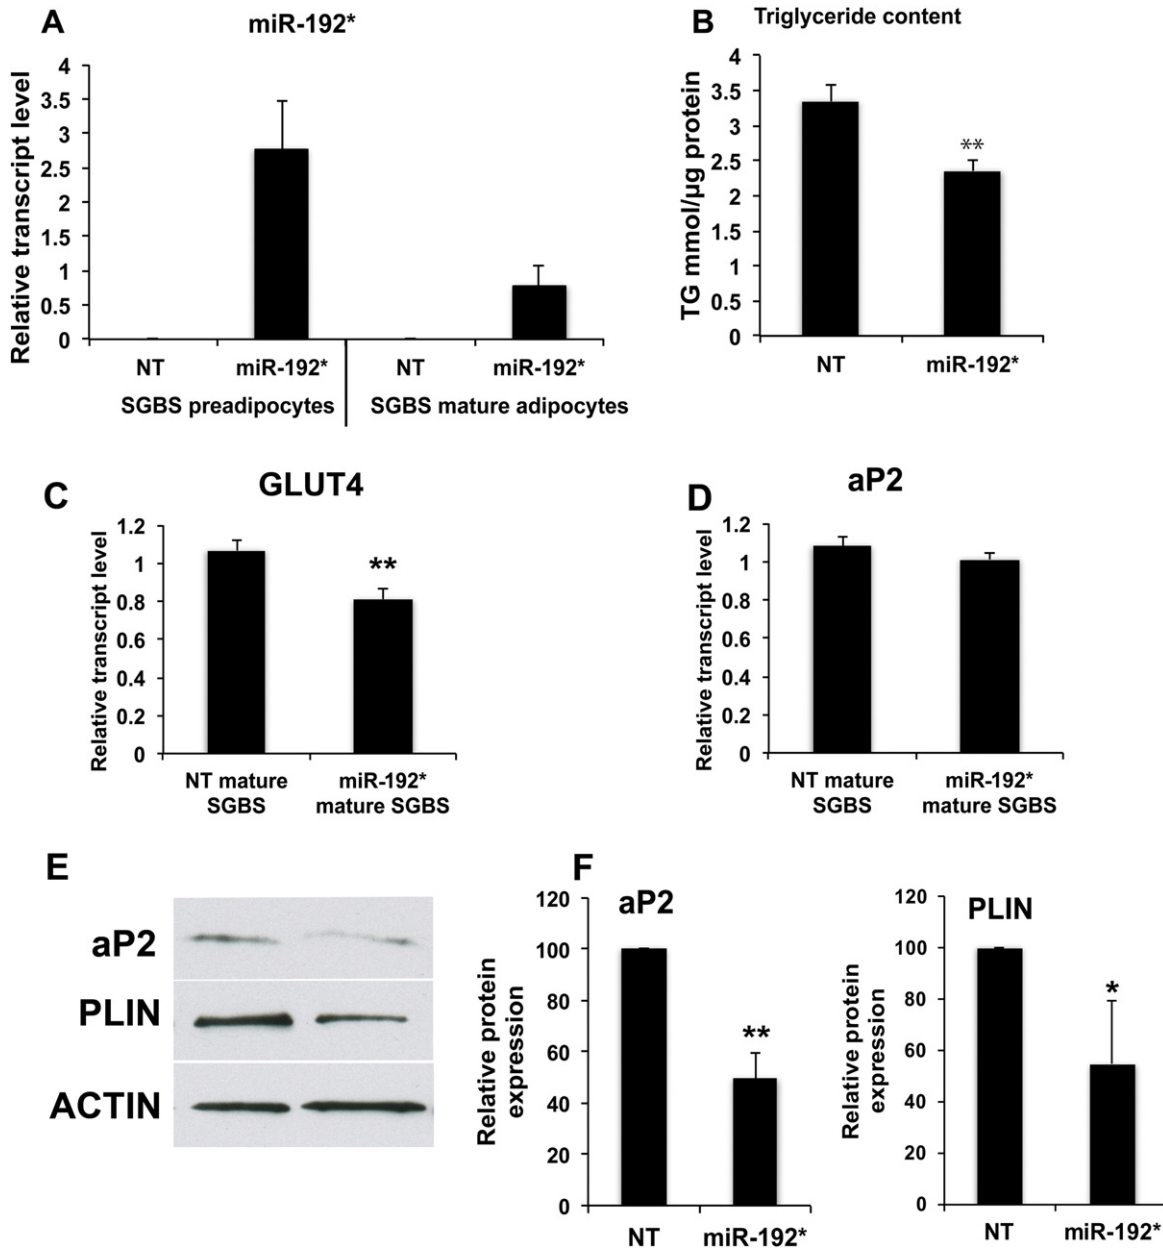 A
miR-192*
Relative transcript level
4
3.5
3
2.5
2
1.5
1
0.5
0
NT
miR-192*
NT
miR-192*
SGBS preadipocytes
SGBS mature adipocytes
B
Triglyceride content
TG mmol/µg protein
4
3.5
3
2.5
2
1.5
1
0.5
0
**
NT
miR-192*
C
GLUT4
Relative transcript level
1.2
1
0.8
0.6
0.4
0.2
0
**
NT mature
SGBS
miR-192*
mature SGBS
D
aP2
Relative transcript level
1.2
1
0.8
0.6
0.4
0.2
0
NT mature
SGBS
miR-192*
mature SGBS
E
aP2
PLIN
ACTIN
F
aP2
Relative protein
expression
120
100
80
60
40
20
0
**
NT
miR-192*
PLIN
Relative protein
expression
120
100
80
60
40
20
0
*
NT
miR-192*